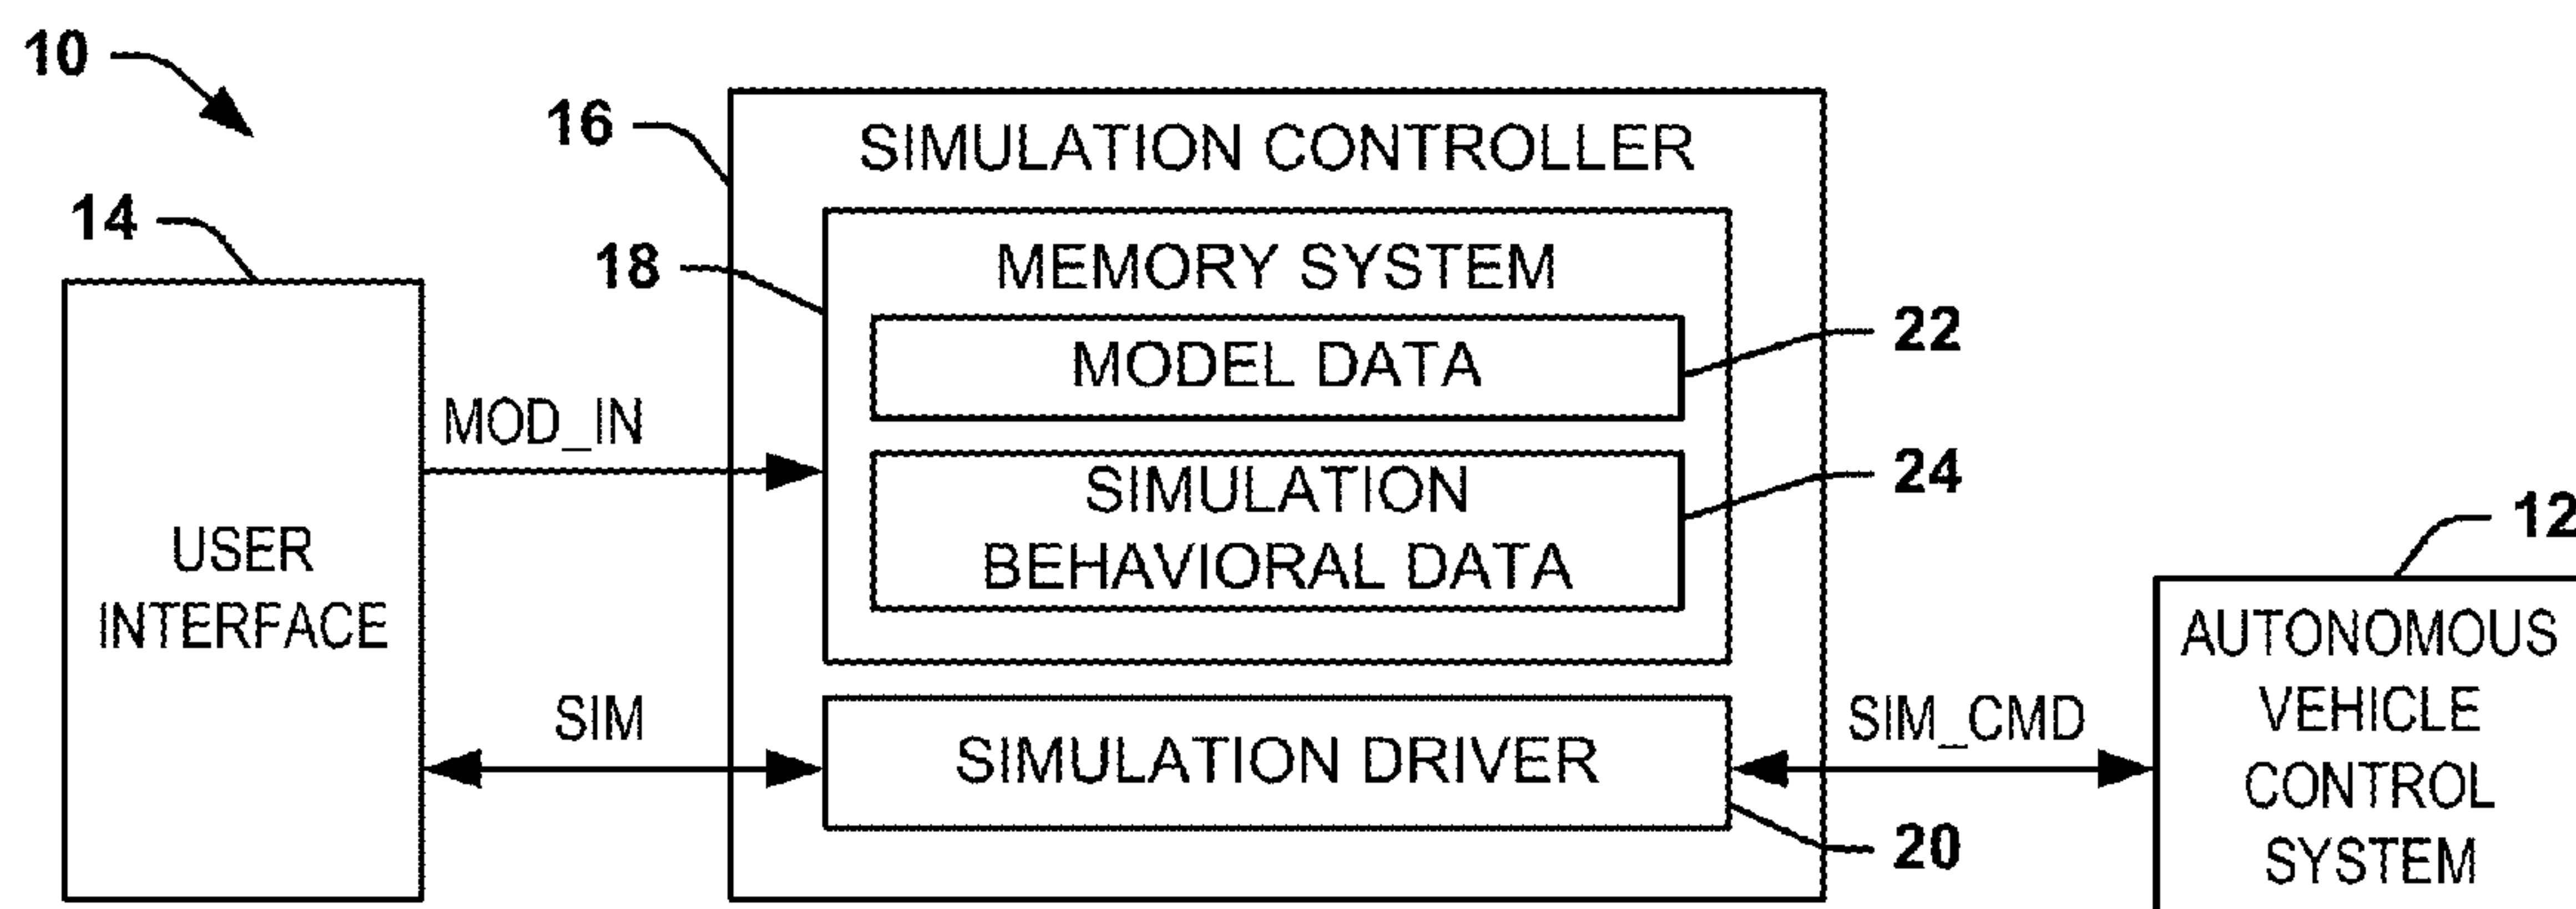 10
16
SIMULATION CONTROLLER
14
18
MEMORY SYSTEM
22
MODEL DATA
MOD_IN
24
SIMULATION
BEHAVIORAL DATA
12
USER
INTERFACE
AUTONOMOUS
VEHICLE
CONTROL
SYSTEM
SIM
SIMULATION DRIVER
SIM_CMD
20